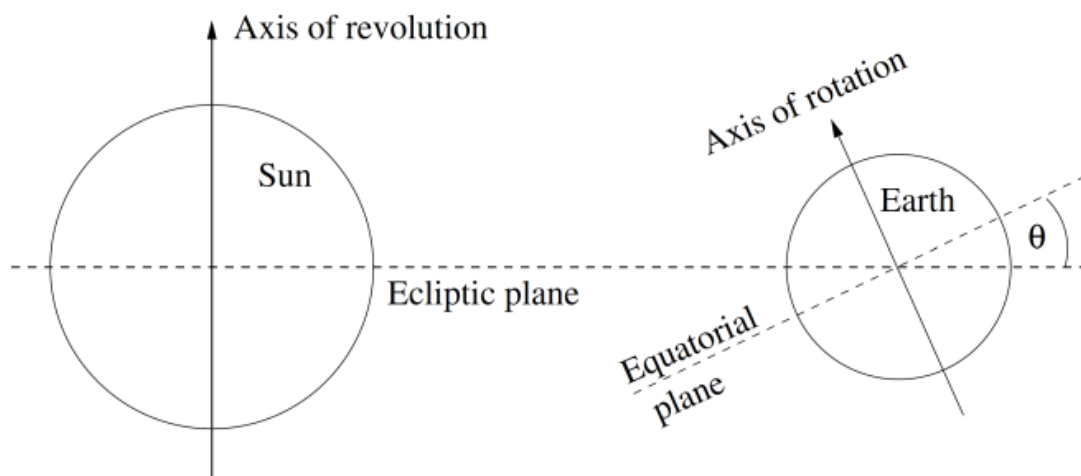 Axis of revolution
Axis of rotation
Sun
Earth
θ
Ecliptic plane
Equatorial
plane